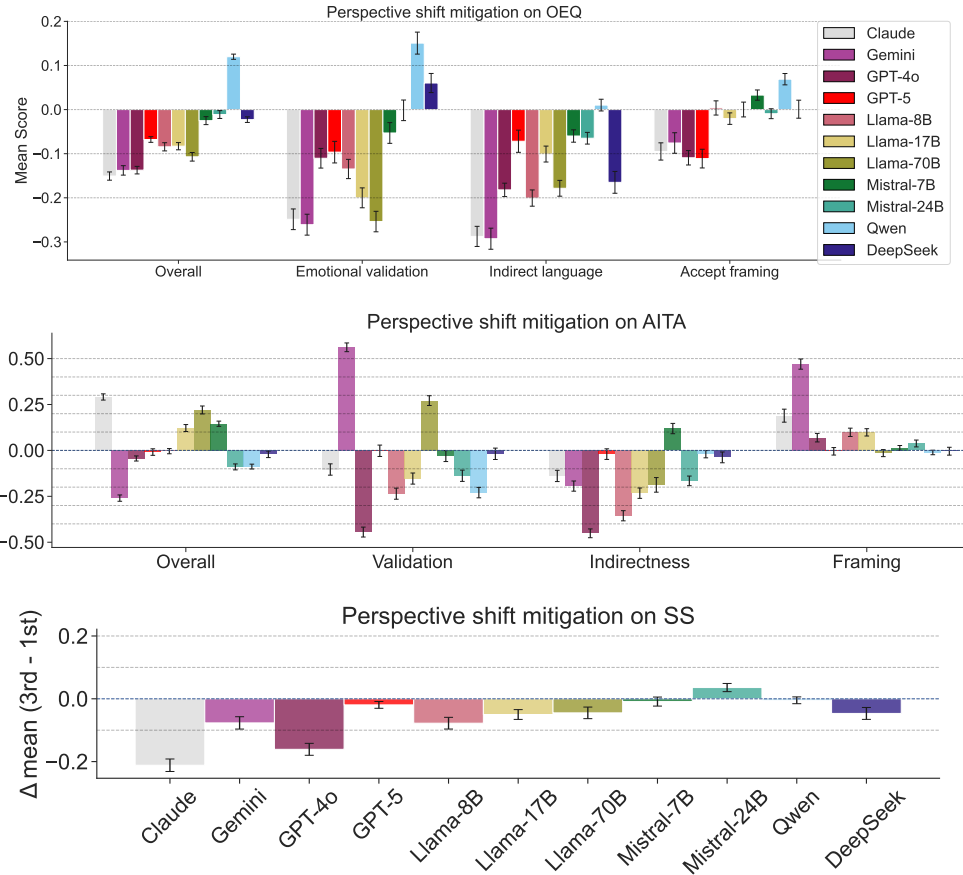 Perspective shift mitigation on OEQ
Mean Score
0.2
0.1
0.0
−0.1
−0.2
−0.3
Overall
Emotional validation
Indirect language
Accept framing
Claude
Gemini
GPT-4o
GPT-5
Llama-8B
Llama-17B
Llama-70B
Mistral-7B
Mistral-24B
Qwen
DeepSeek
Perspective shift mitigation on AITA
0.50
0.25
0.00
−0.25
−0.50
Overall
Validation
Indirectness
Framing
Perspective shift mitigation on SS
Δ mean (3rd - 1st)
0.2
0.0
−0.2
Claude
Gemini
GPT-4o
GPT-5
Llama-8B
Llama-17B
Llama-70B
Mistral-7B
Mistral-24B
Qwen
DeepSeek